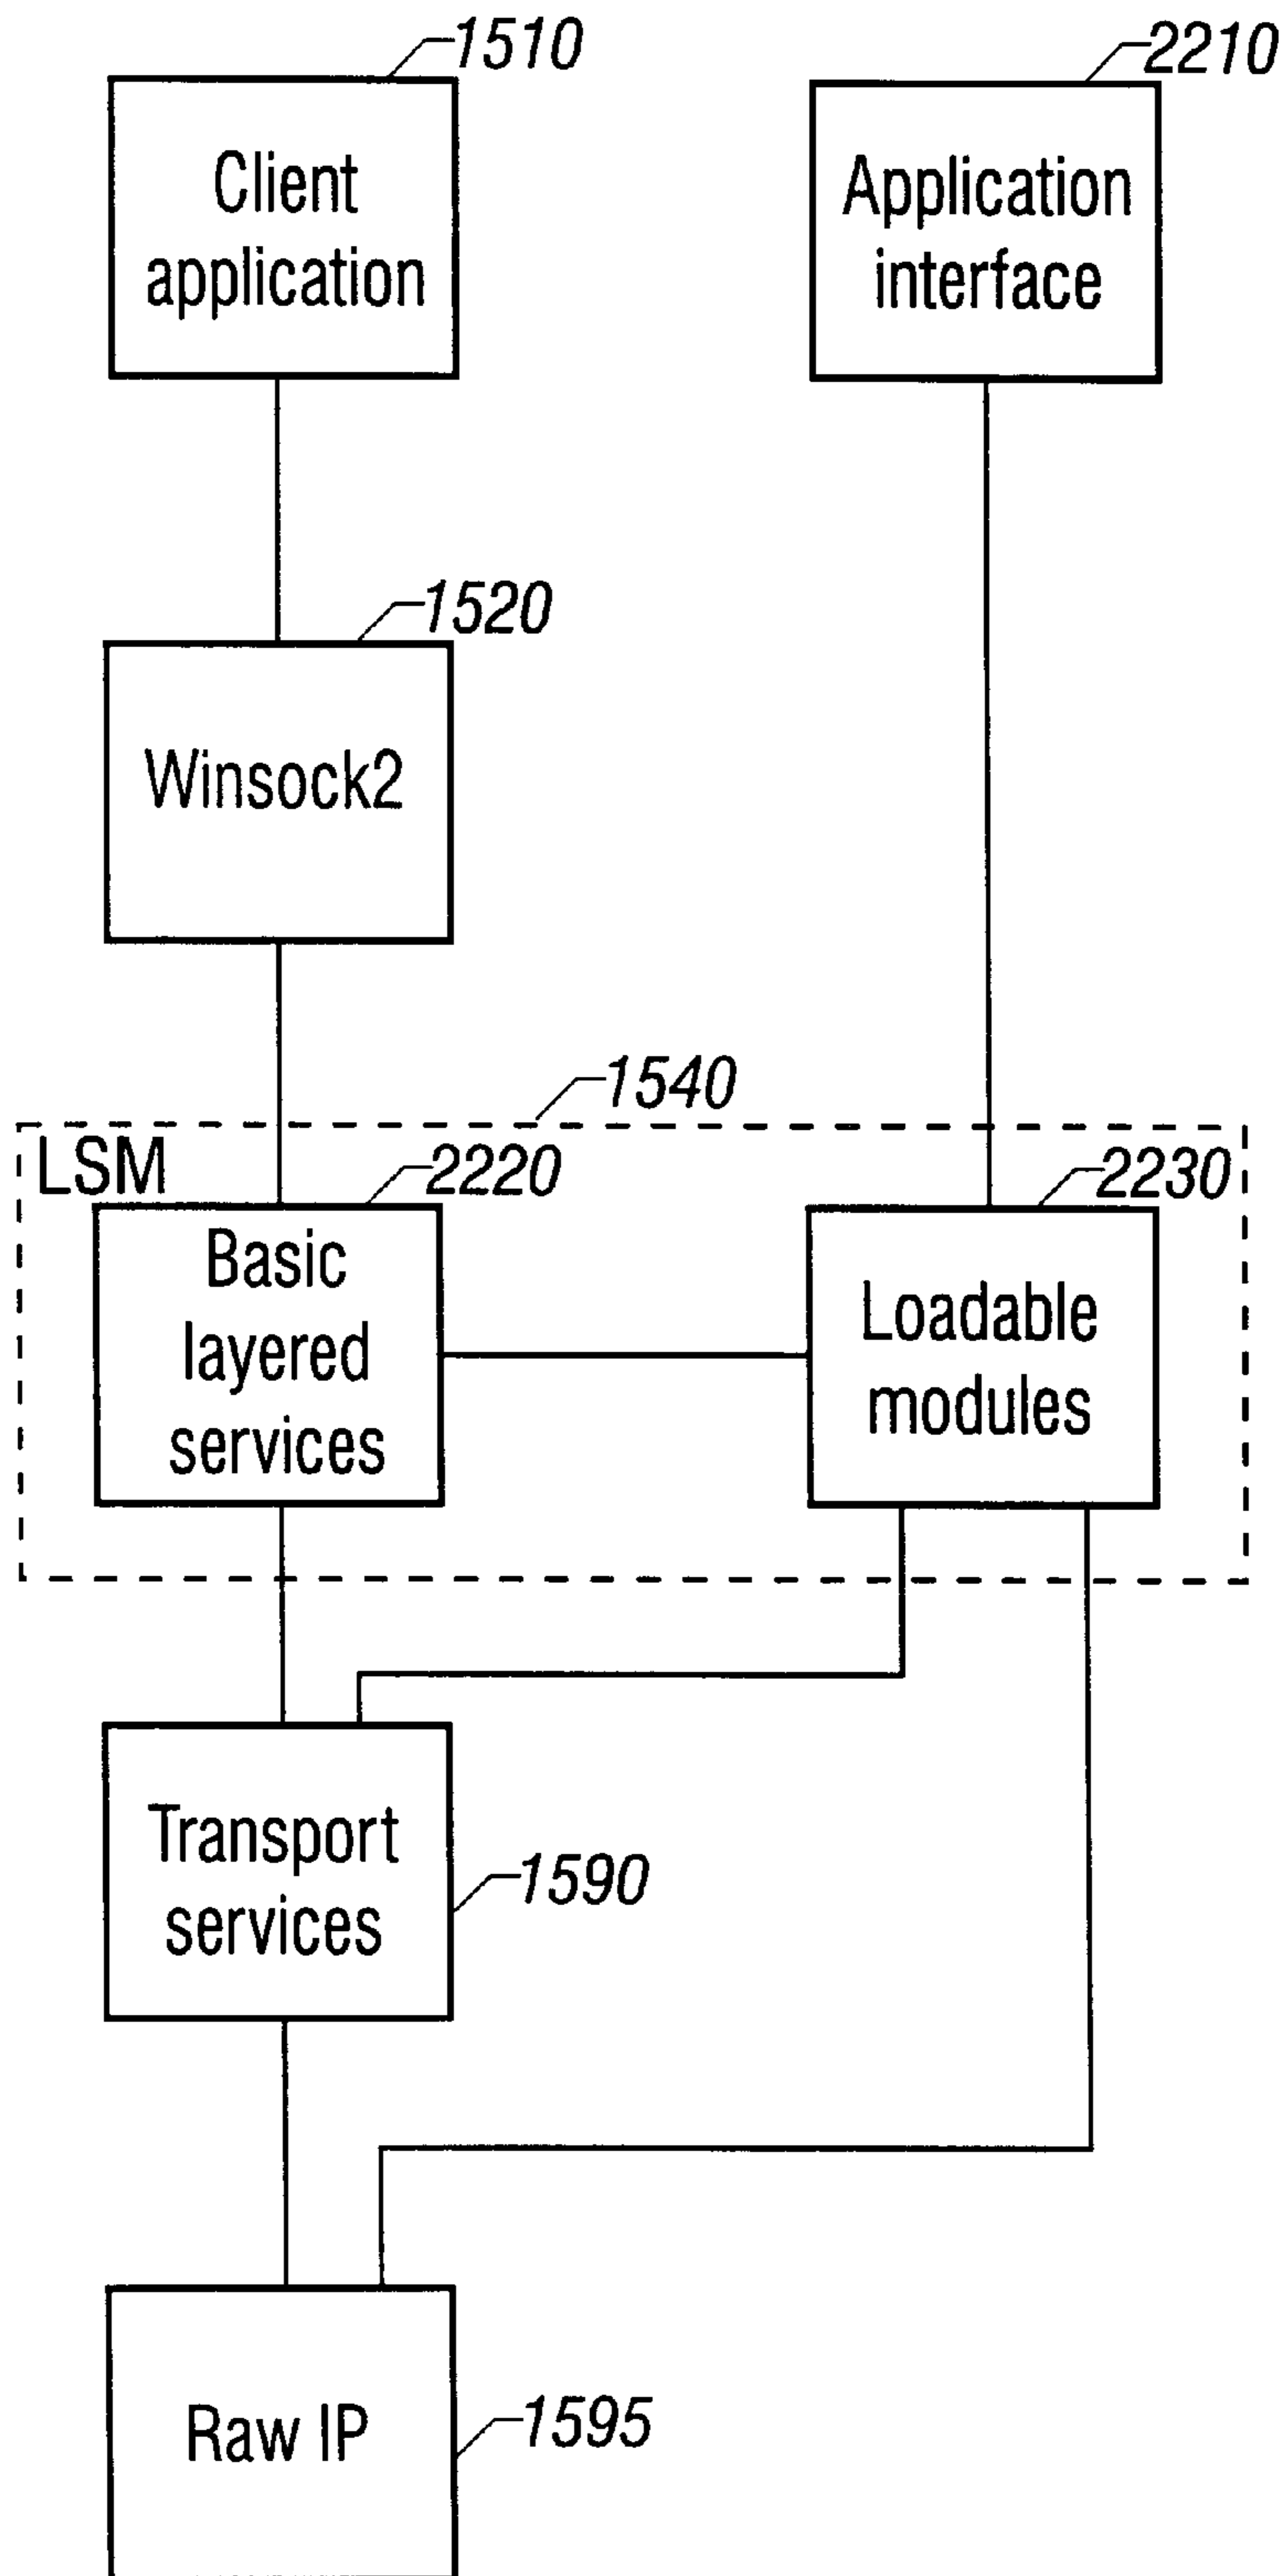 1510
2210
Client
application
Application
interface
1520
Winsock2
1540
LSM
2220
2230
Basic
layered
services
Loadable
modules
Transport
services
1590
Raw IP
1595